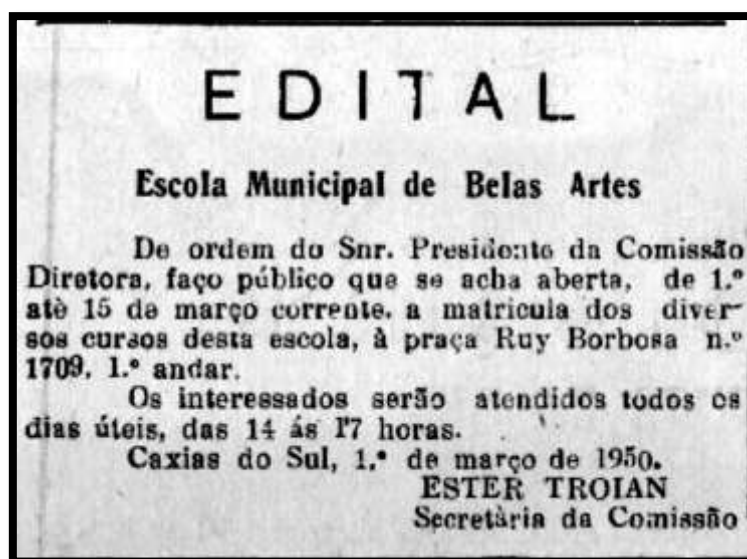 EDITAL
Escola Municipal de Belas Artes
De ordem do Snr. Presidente da Comissão
Diretora, faço público que se acha aberta, de 1.º
atè 15 de março corrente, a matricula dos diver-
sos cursos desta escola, à praça Ruy Borbosa n.º
1709, 1.º andar.
Os interessados serão atendidos todos os
dias úteis, das 14 ás 17 horas.
Caxias do Sul, 1.º de março de 1950.
ESTER TROIAN
Secretària da Comissão